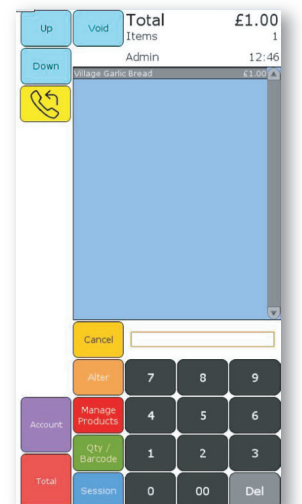 Up
Void
Total £1.00
Items 1
Admin 12:46
Down
Village Garlic Bread £1.00
Cancel
Alter
7
8
9
Account
Manage
Products
4
5
6
Qty /
Barcode
1
2
3
Total
Session
0
00
Del